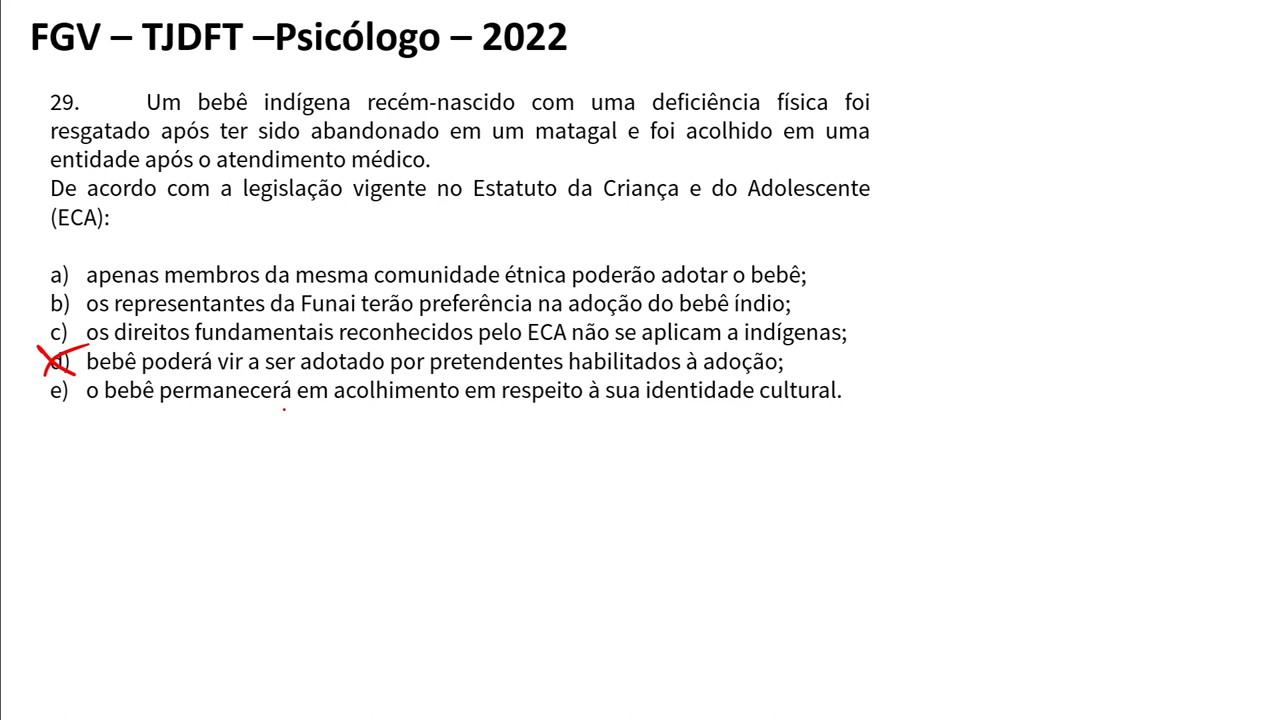 FGV – TJDFT –Psicólogo – 2022
29. Um bebê indígena recém-nascido com uma deficiência física foi
resgatado após ter sido abandonado em um matagal e foi acolhido em uma
entidade após o atendimento médico.
De acordo com a legislação vigente no Estatuto da Criança e do Adolescente
(ECA):
a) apenas membros da mesma comunidade étnica poderão adotar o bebê;
b) os representantes da Funai terão preferência na adoção do bebê índio;
c) os direitos fundamentais reconhecidos pelo ECA não se aplicam a indígenas;
d) bebê poderá vir a ser adotado por pretendentes habilitados à adoção;
e) o bebê permanecerá em acolhimento em respeito à sua identidade cultural.